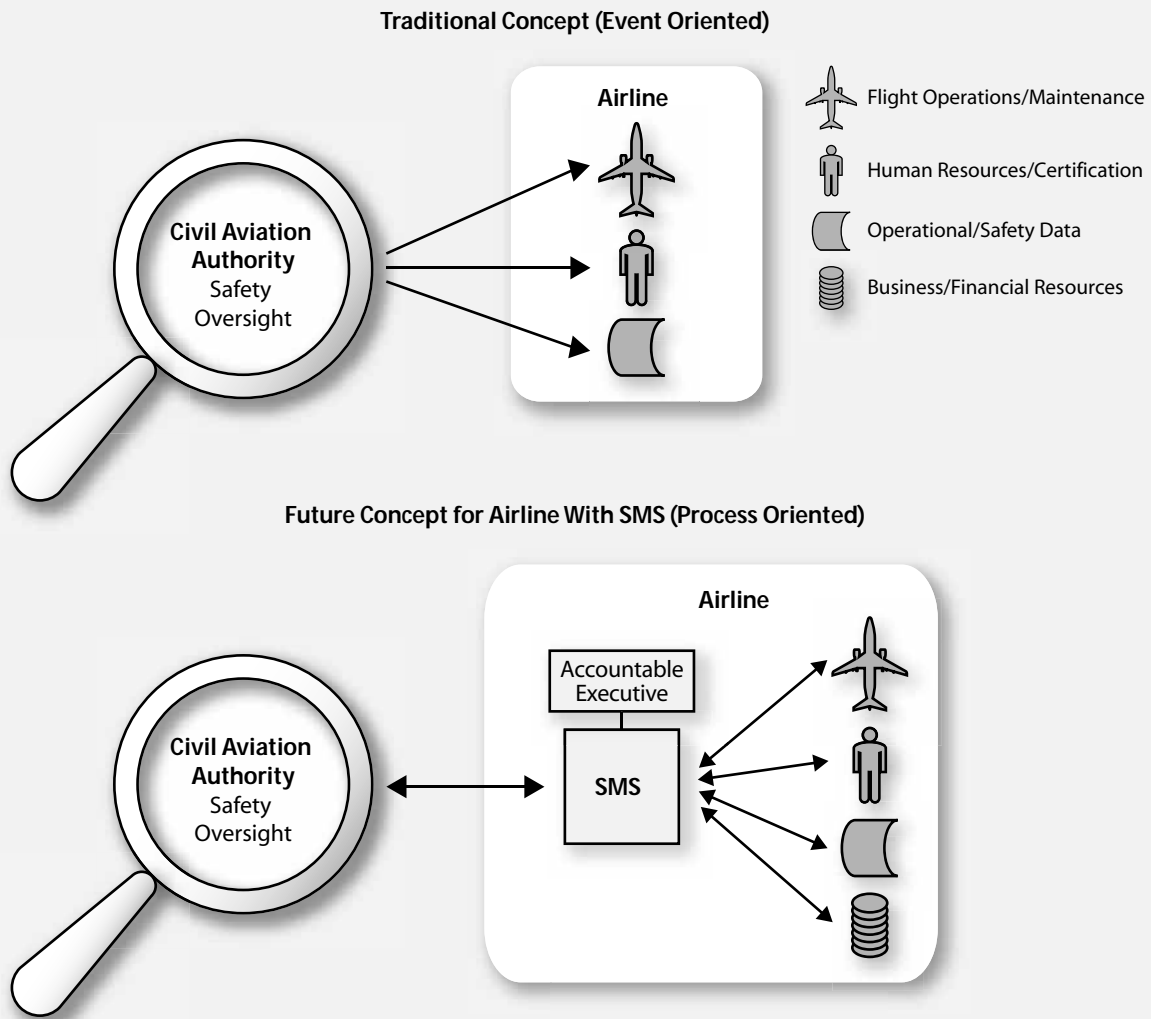 Traditional Concept (Event Oriented)
Airline
Flight Operations/Maintenance
Human Resources/Certification
Operational/Safety Data
Business/Financial Resources
Civil Aviation
Authority
Safety
Oversight
Future Concept for Airline With SMS (Process Oriented)
Airline
Accountable
Executive
SMS
Civil Aviation
Authority
Safety
Oversight